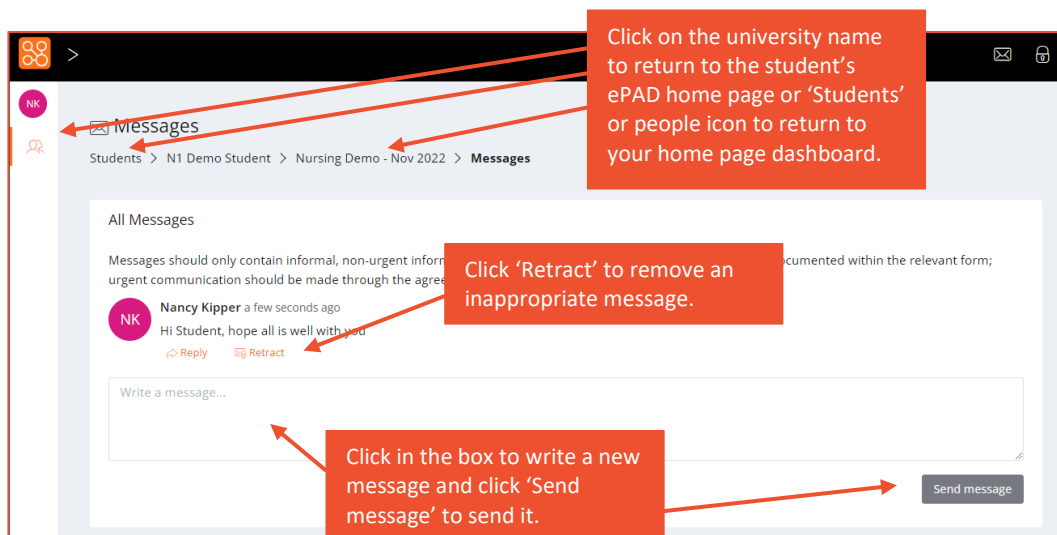 Click on the university name
to return to the student's
ePAD home page or 'Students'
or people icon to return to
your home page dashboard.
>
NK
Messages
Students > N1 Demo Student > Nursing Demo - Nov 2022 > Messages
All Messages
Messages should only contain informal, non-urgent inform cumented within the relevant form;
urgent communication should be made through the agre
Click 'Retract' to remove an
inappropriate message.
NK
Nancy Kipper a few seconds ago
Hi Student, hope all is well with you
Reply Retract
Write a message...
Click in the box to write a new
message and click 'Send
message' to send it.
Send message